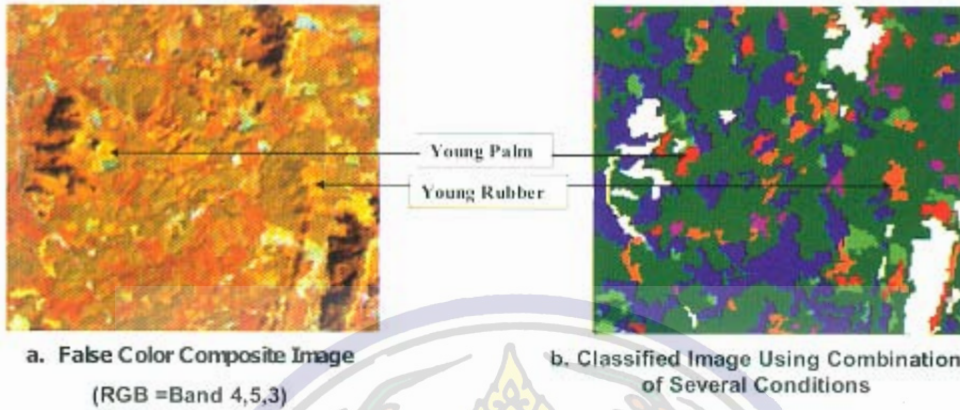 Young Palm
Young Rubber
a. False Color Composite Image
(RGB =Band 4,5,3)
b. Classified Image Using Combination
of Several Conditions